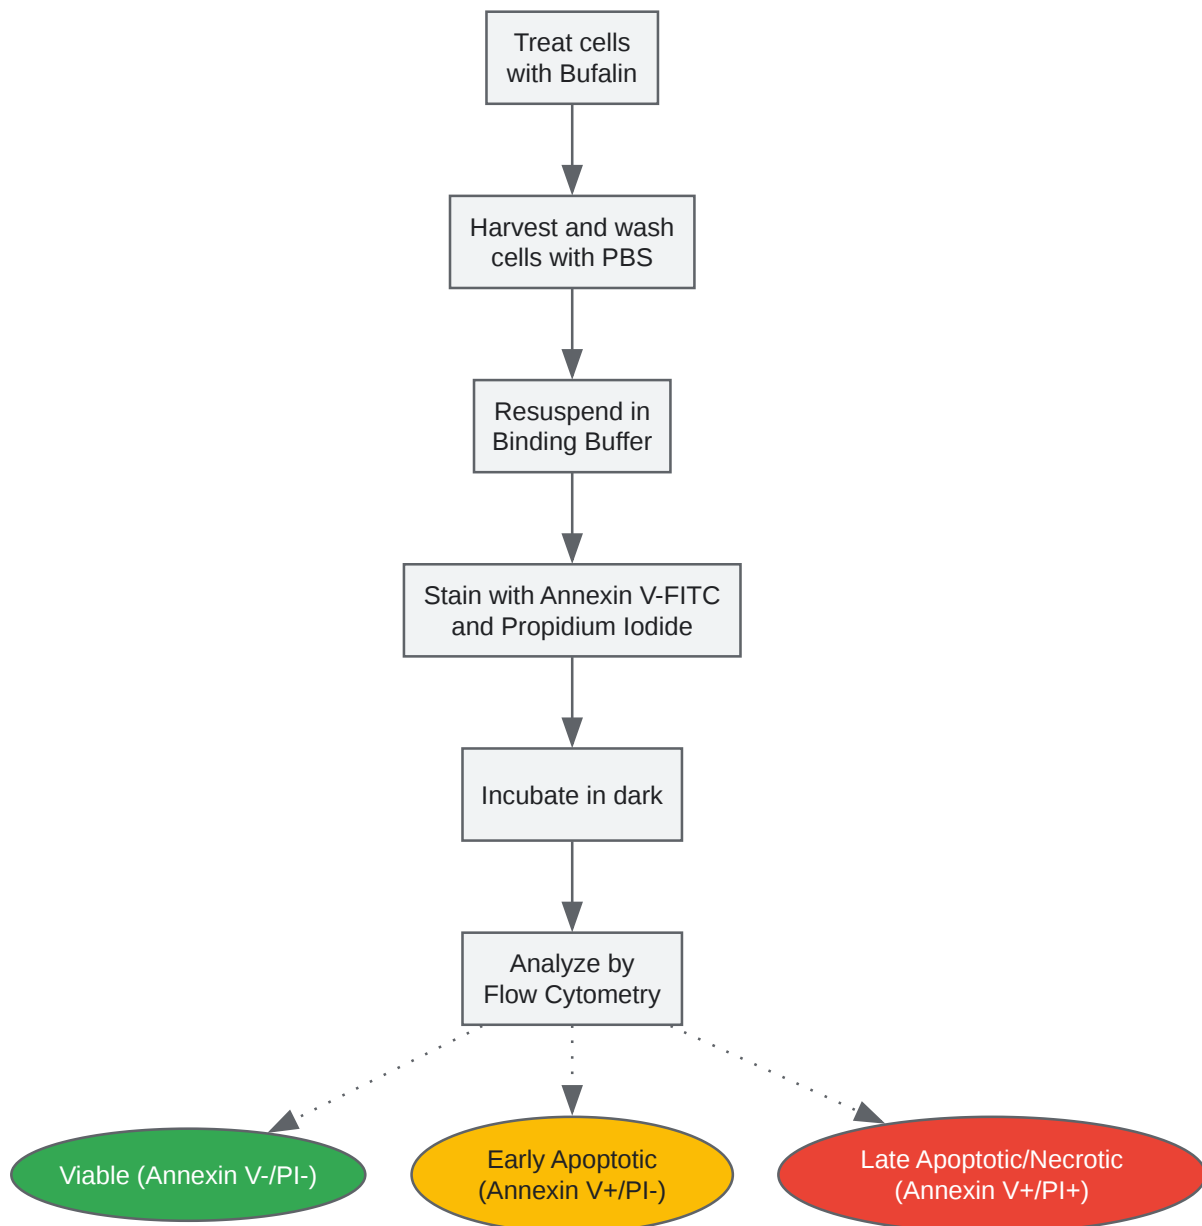 Treat cells
with Bufalin
Harvest and wash
cells with PBS
Resuspend in
Binding Buffer
Stain with Annexin V-FITC
and Propidium Iodide
Incubate in dark
Analyze by
Flow Cytometry
Viable (Annexin V-/PI-)
Early Apoptotic
(Annexin V+/PI-)
Late Apoptotic/Necrotic
(Annexin V+/PI+)